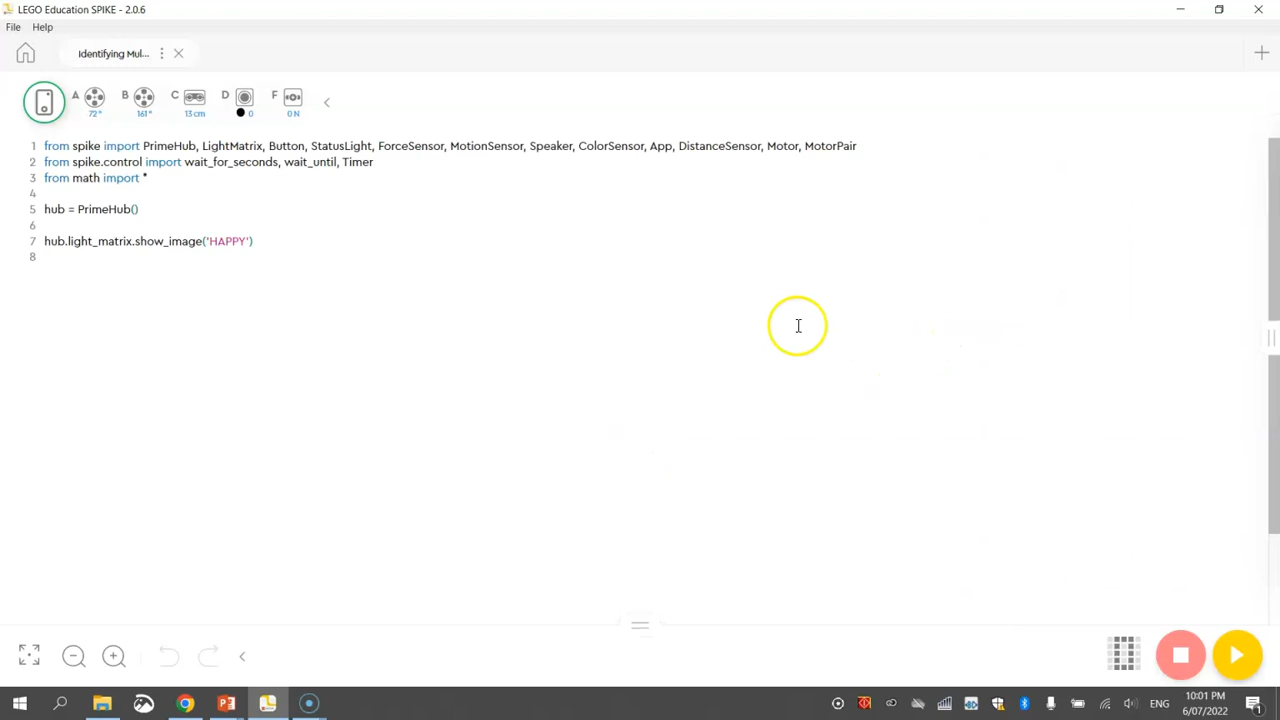 LEGO Education SPIKE - 2.0.6
File Help
Identifying Mul...
A B C D F
72° 161° 13 cm 0 0 N
1 from spike import PrimeHub, LightMatrix, Button, StatusLight, ForceSensor, MotionSensor, Speaker, ColorSensor, App, DistanceSensor, Motor, MotorPair
2 from spike.control import wait_for_seconds, wait_until, Timer
3 from math import *
4
5 hub = PrimeHub()
6
7 hub.light_matrix.show_image('HAPPY')
8
ENG
10:01 PM
6/07/2022
1